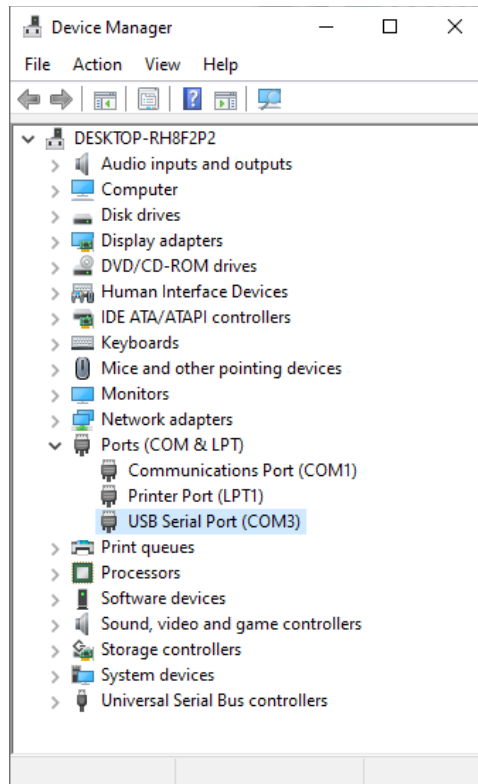 Device Manager
File Action View Help
DESKTOP-RH8F2P2
Audio inputs and outputs
Computer
Disk drives
Display adapters
DVD/CD-ROM drives
Human Interface Devices
IDE ATA/ATAPI controllers
Keyboards
Mice and other pointing devices
Monitors
Network adapters
Ports (COM & LPT)
Communications Port (COM1)
Printer Port (LPT1)
USB Serial Port (COM3)
Print queues
Processors
Software devices
Sound, video and game controllers
Storage controllers
System devices
Universal Serial Bus controllers